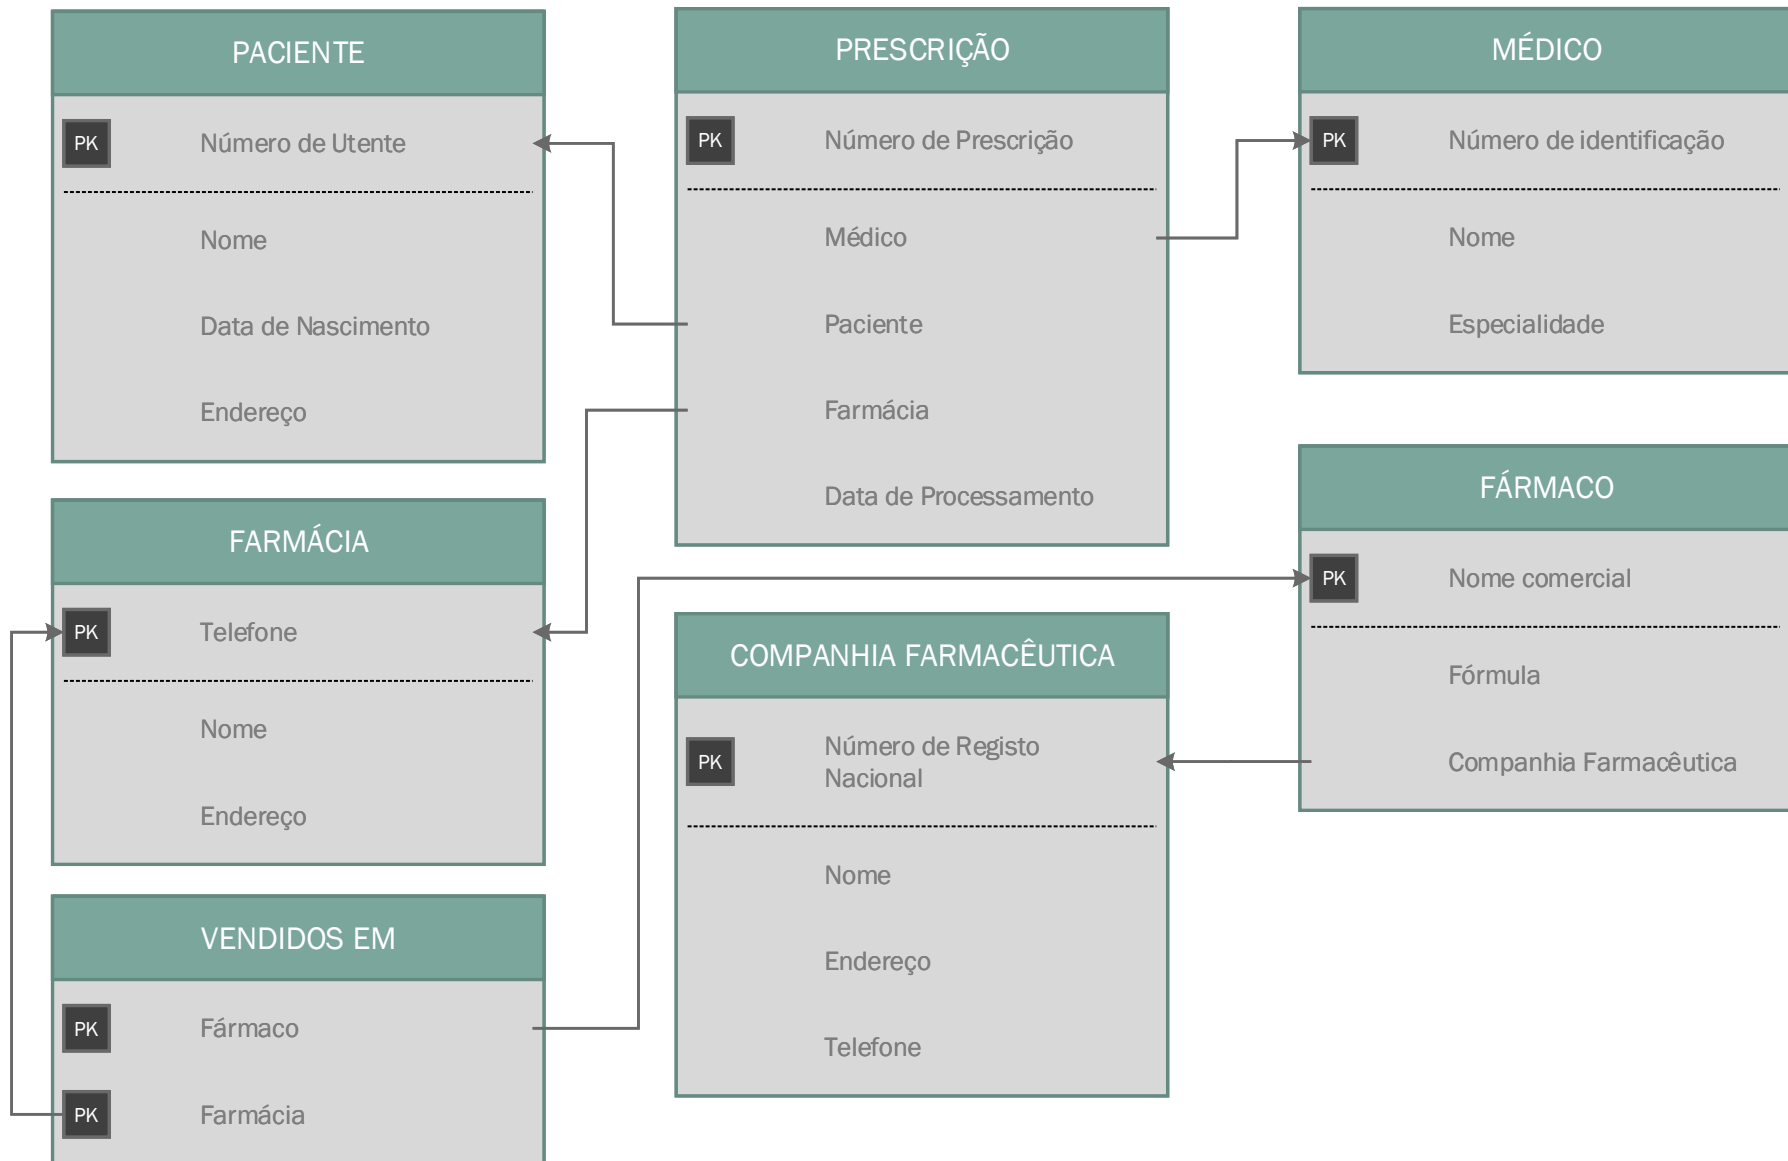 PACIENTE
PK Número de Utente
Nome
Data de Nascimento
Endereço
PRESCRIÇÃO
PK Número de Prescrição
Médico
Paciente
Farmácia
Data de Processamento
MÉDICO
PK Número de identificação
Nome
Especialidade
FARMÁCIA
PK Telefone
Nome
Endereço
COMPANHIA FARMACÊUTICA
PK Número de Registo
Nacional
Nome
Endereço
Telefone
FÁRMACO
PK Nome comercial
Fórmula
Companhia Farmacêutica
VENDIDOS EM
PK Fármaco
PK Farmácia